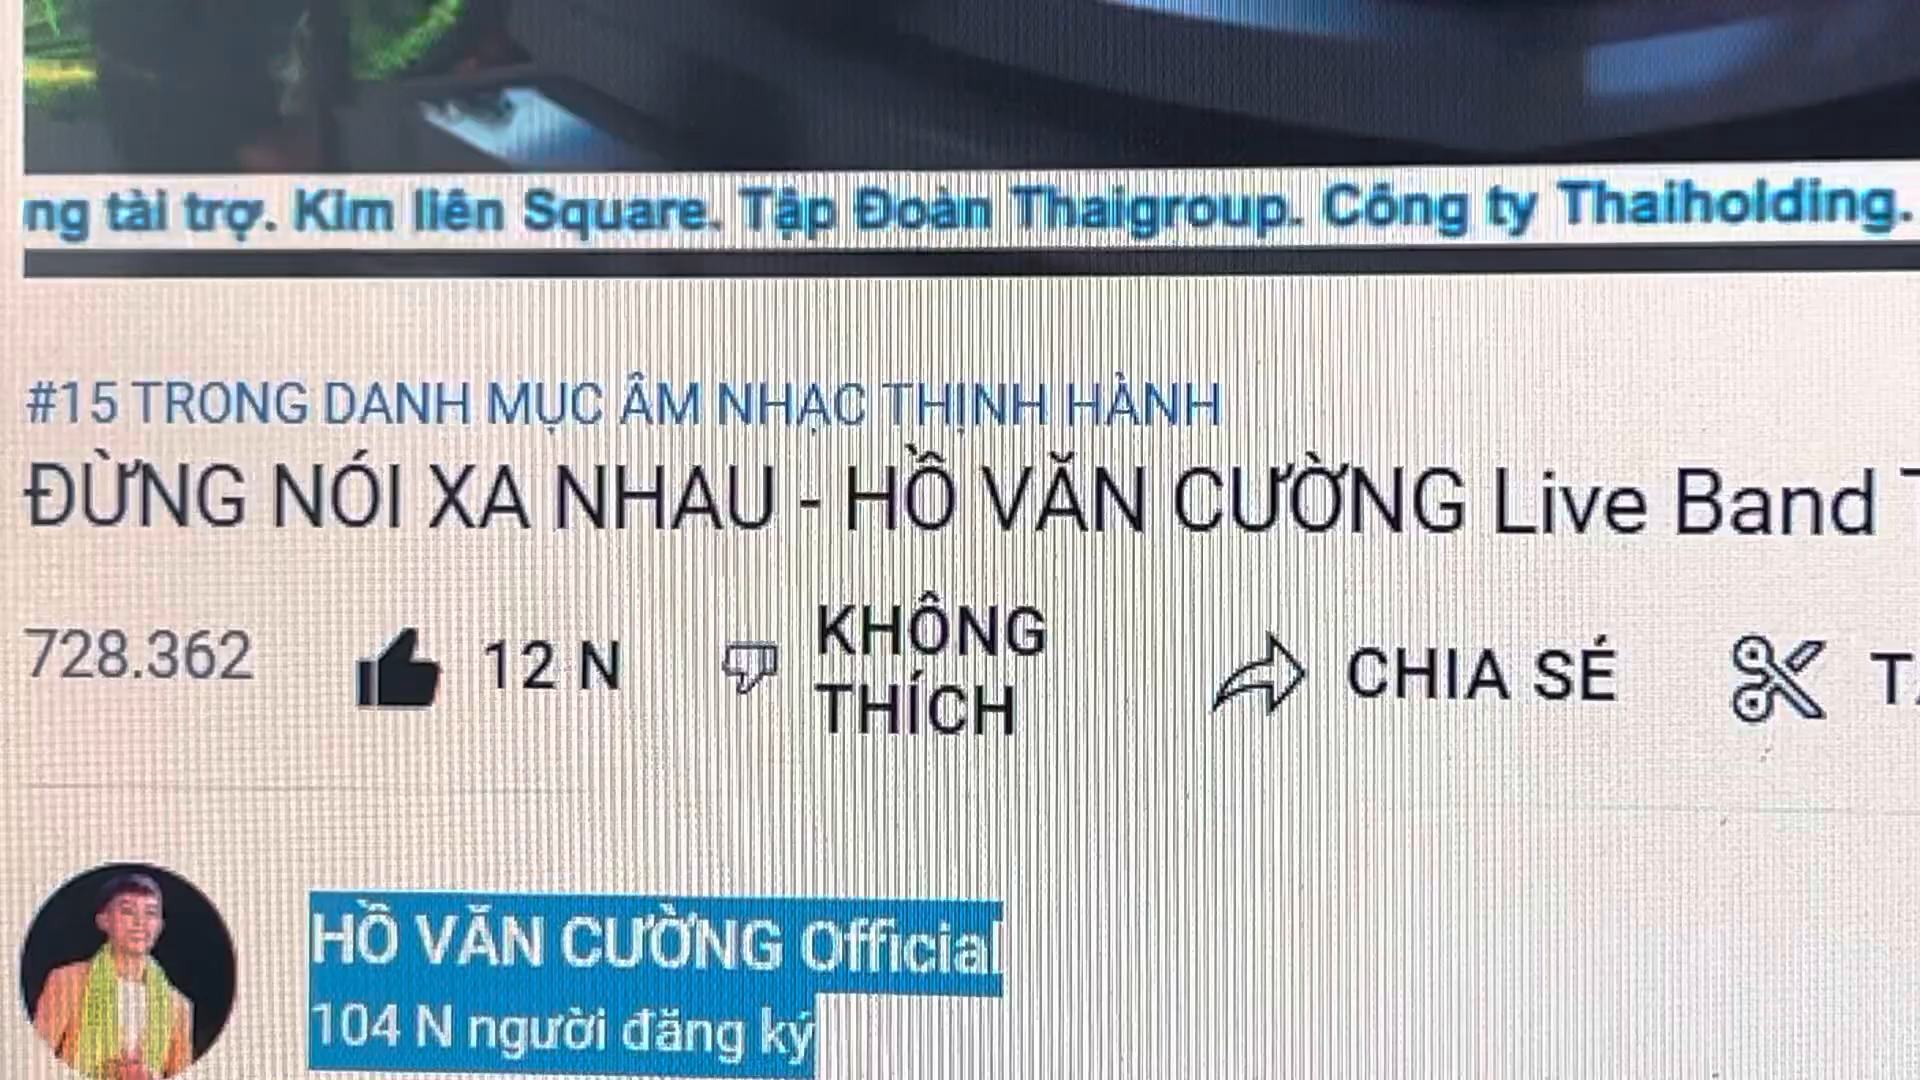 ng tài trợ. Kim liên Square. Tập Đoàn Thaigroup. Công ty Thaiholding.
#15 TRONG DANH MỤC ÂM NHẠC THỊNH HÀNH
ĐỪNG NÓI XA NHAU - HỒ VĂN CƯỜNG Live Band
728.362
12 N
KHÔNG
THÍCH
CHIA SẺ
HỒ VĂN CƯỜNG Official
104 N người đăng ký